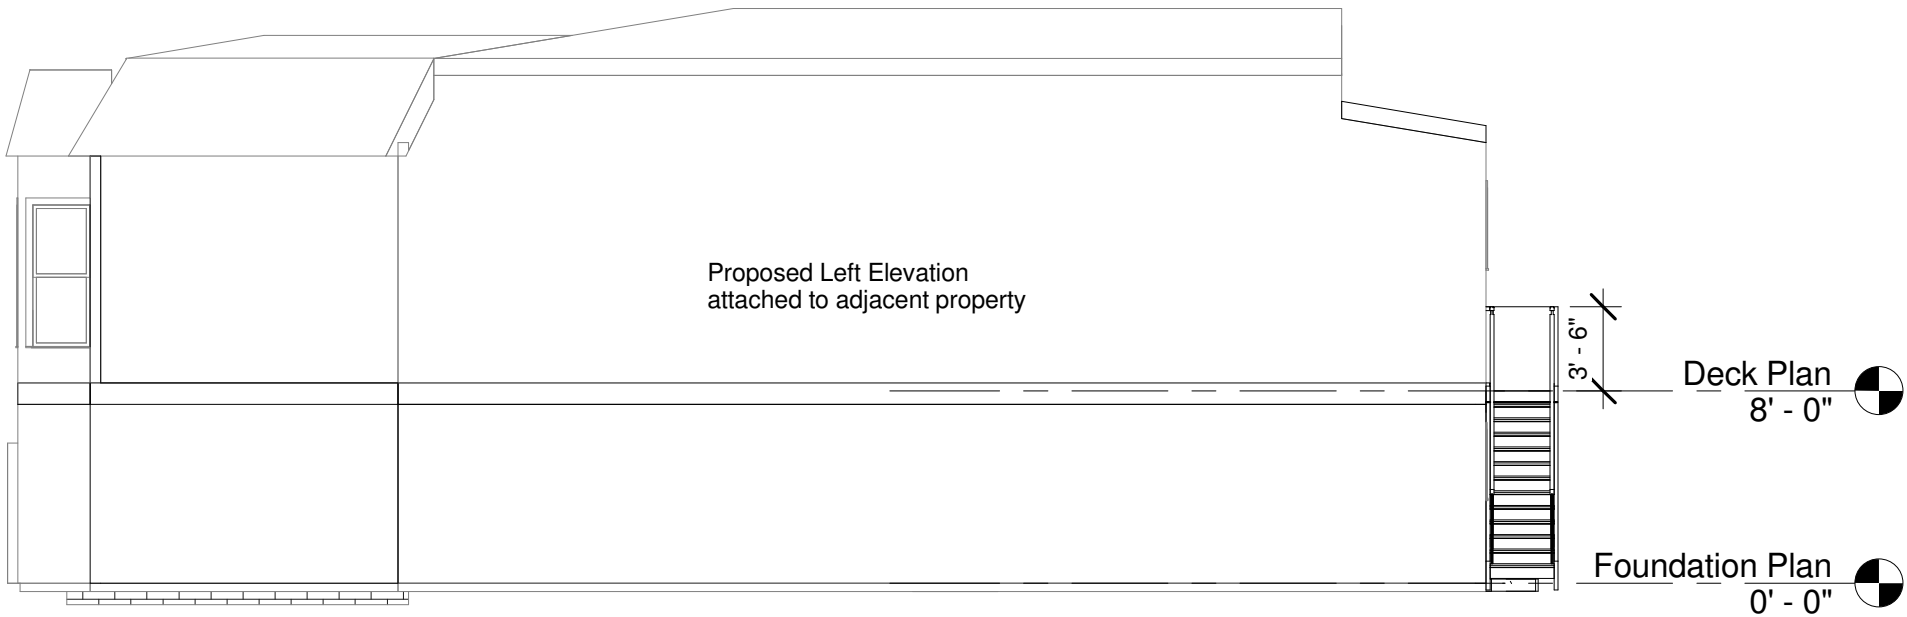 Proposed Left Elevation
attached to adjacent property
3' - 6"
Deck Plan
8' - 0"
Foundation Plan
0' - 0"